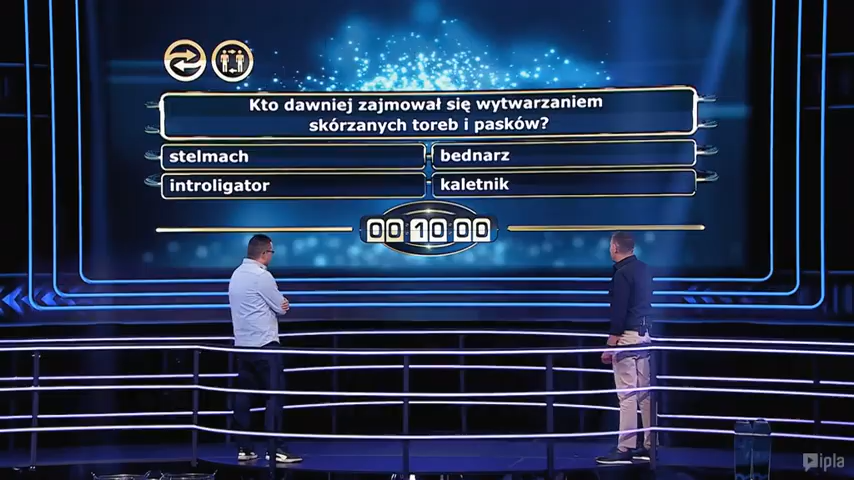 Kto dawniej zajmował się wytwarzaniem
skórzanych toreb i pasków?
stelmach
bednarz
introligator
kaletnik
00 10 00
ipla